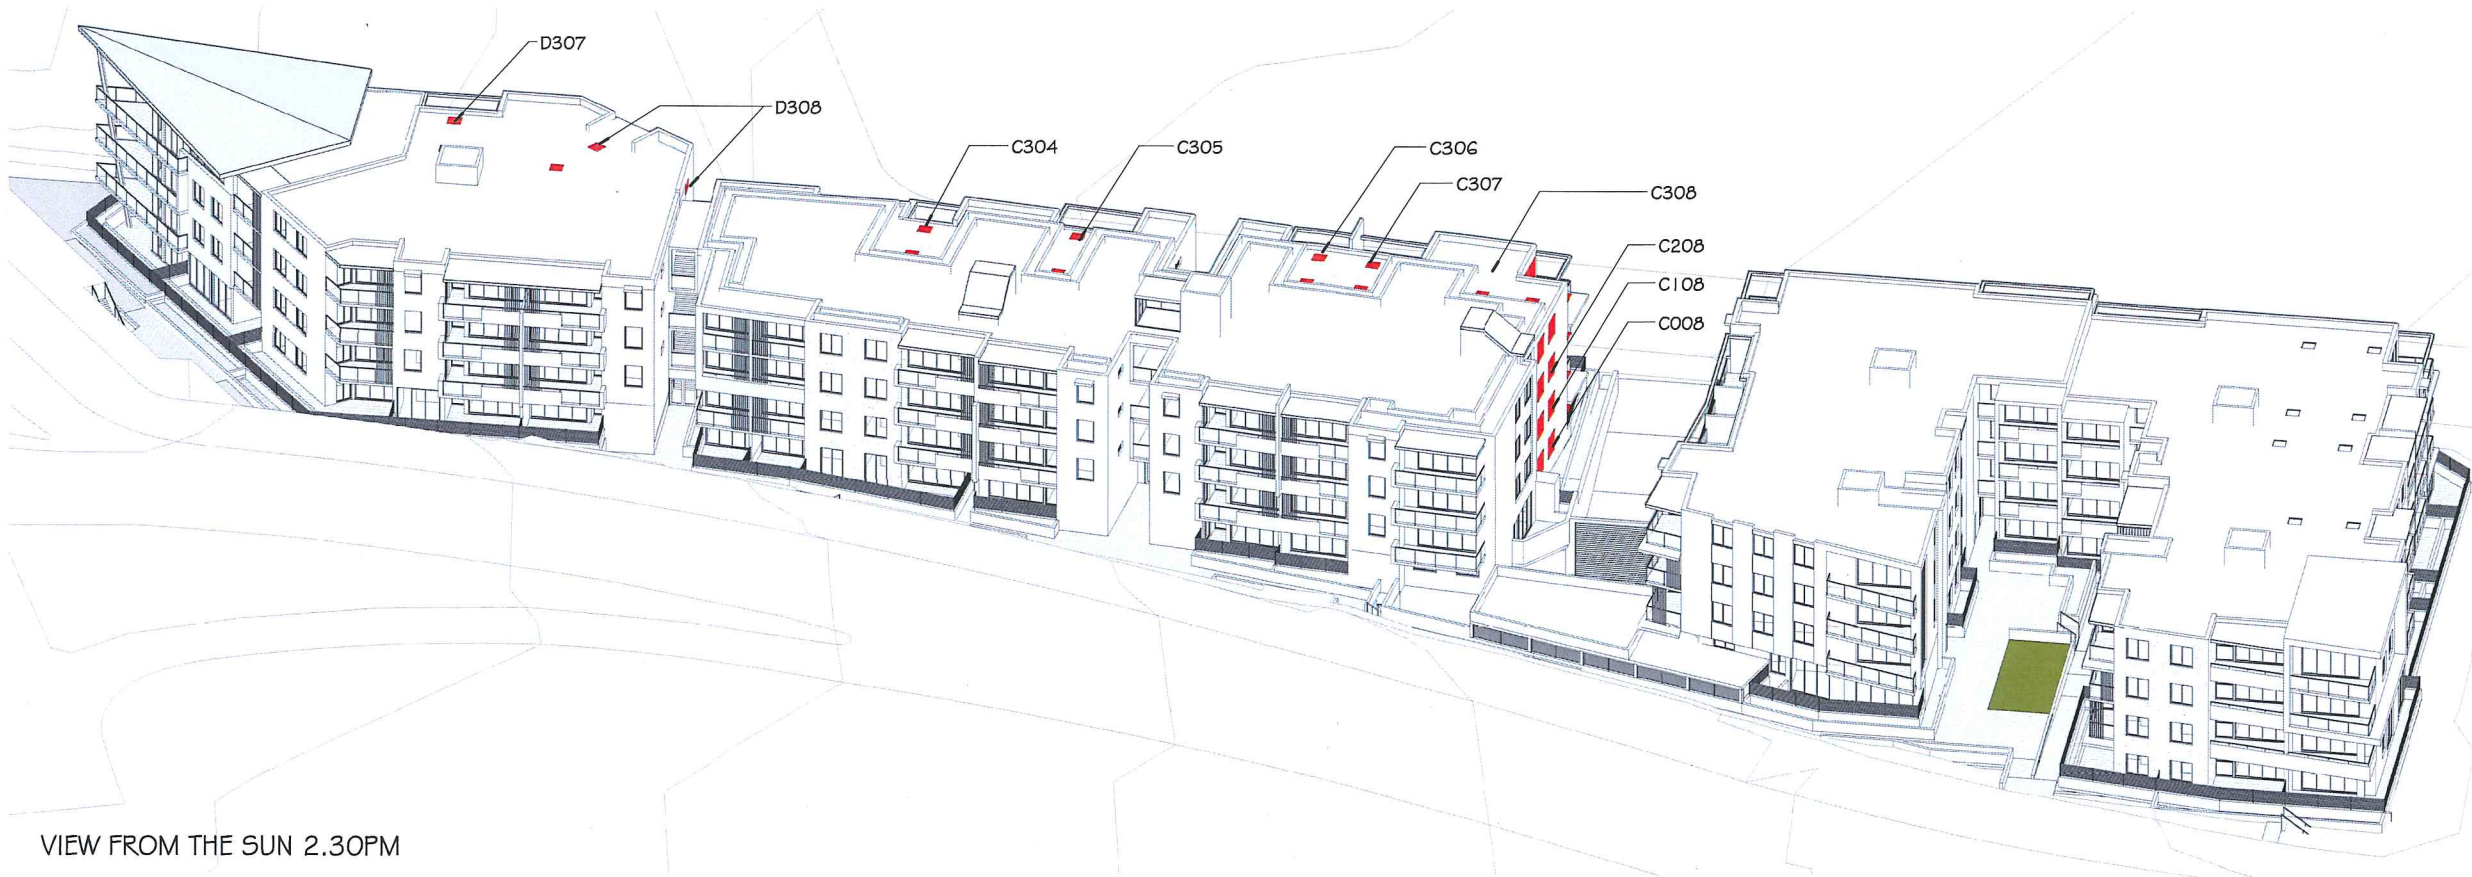 D307
D308
C304
C305
C306
C307
C308
C208
C108
C008
VIEW FROM THE SUN 2.30PM